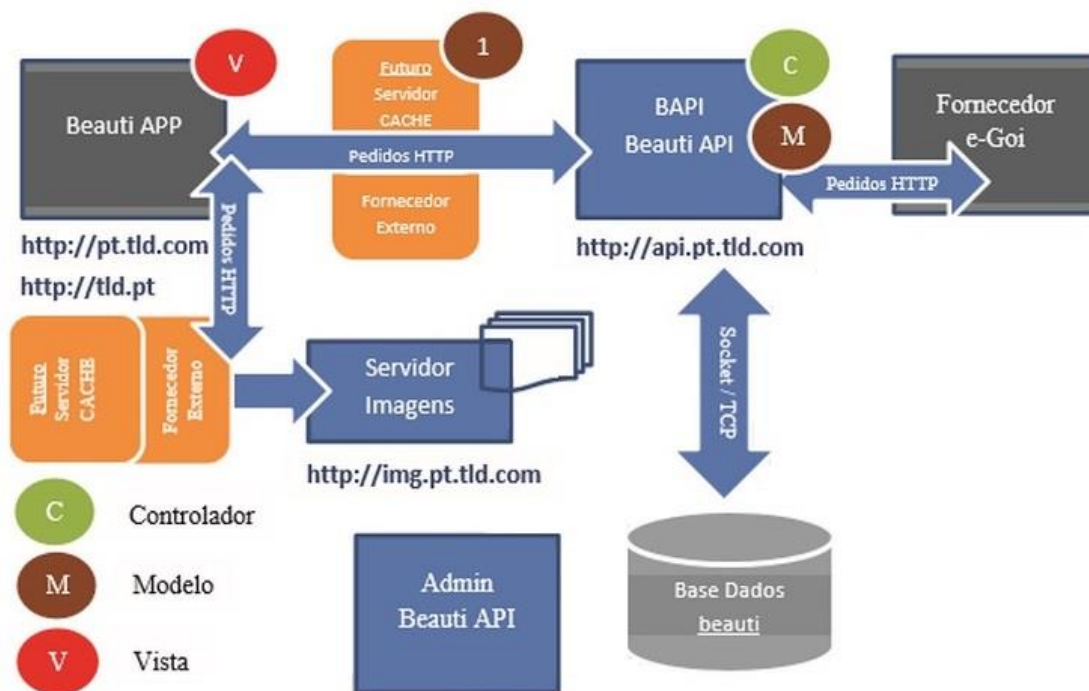 V
Beauti APP
http://pt.tld.com
http://tld.pt
1
Futuro
Servidor
CACHE
Pedidos HTTP
Fornecedor
Externo
C
BAPI
Beauti API
M
http://api.pt.tld.com
Fornecedor
e-Goi
Pedidos HTTP
Pedidos HTTP
Futuro
Servidor
CACHE
Fornecedor
Externo
Servidor
Imagens
http://img.pt.tld.com
Socket / TCP
C
Controlador
M
Modelo
V
Vista
Admin
Beauti API
Base Dados
beauti